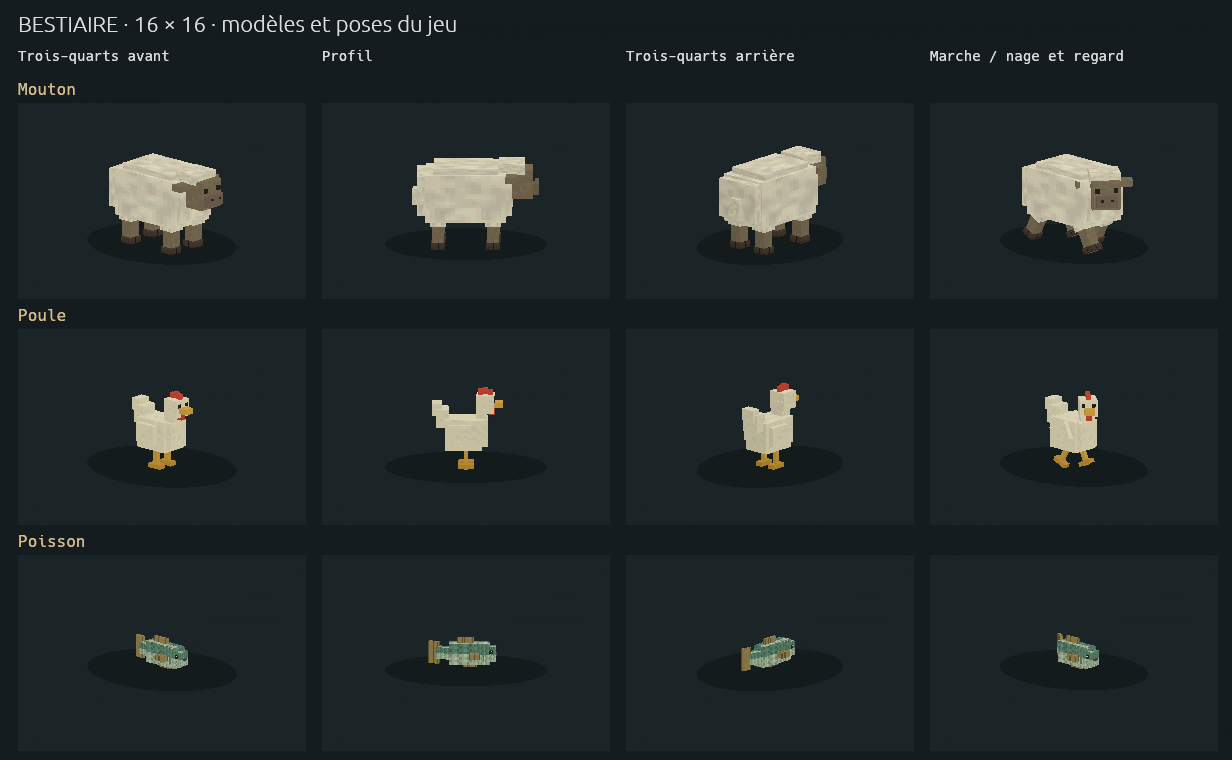 BESTIAIRE · 16 × 16 · modèles et poses du jeu
Trois-quarts avant Profil Trois-quarts arrière Marche / nage et regard
Mouton
Poule
Poisson